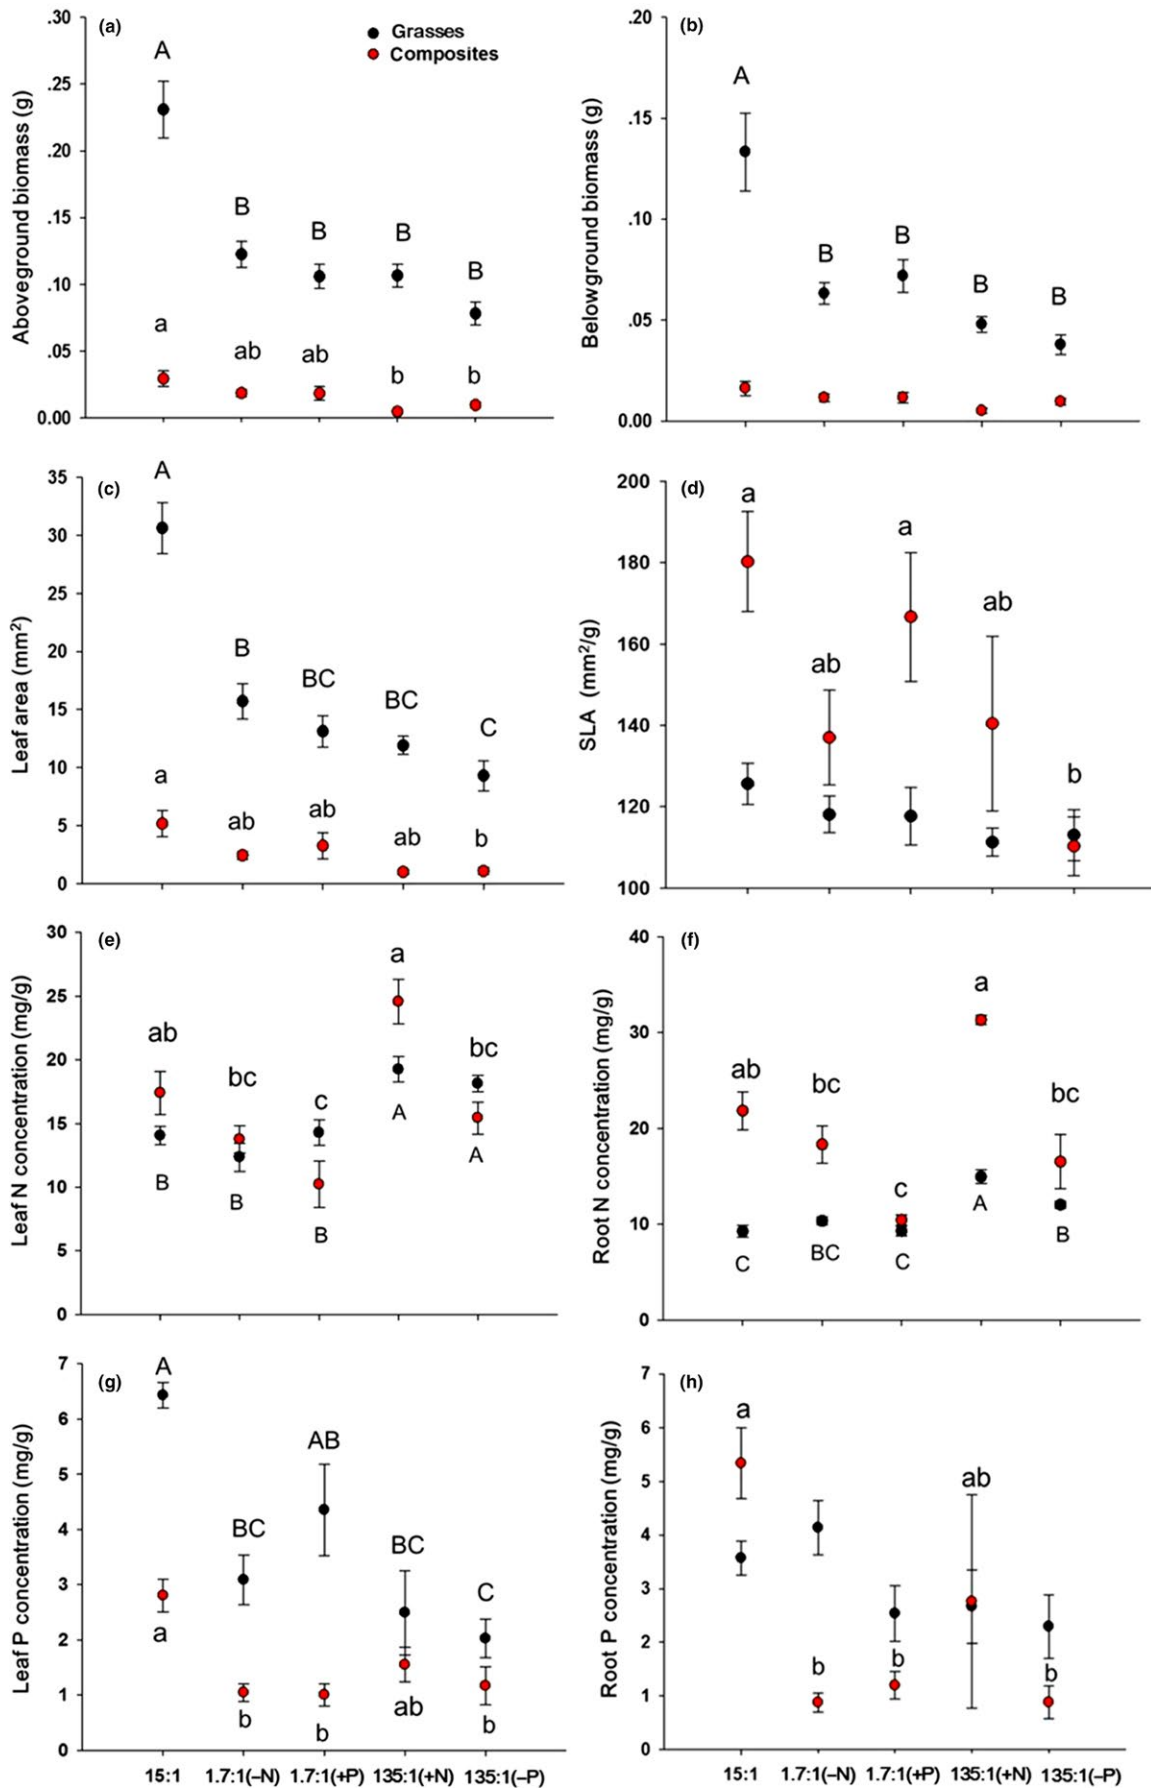 (a)
Grasses
Composites
Aboveground biomass (g)
.30
.25
.20
.15
.10
.05
0.00
A
B
B
B
B
a
ab
ab
b
b
(b)
Belowground biomass (g)
.20
.15
.10
.05
0.00
A
B
B
B
B
(c)
Leaf area (mm²)
35
30
25
20
15
10
5
0
A
B
BC
BC
C
a
ab
ab
ab
b
(d)
SLA (mm²/g)
200
180
160
140
120
100
a
ab
a
ab
b
(e)
Leaf N concentration (mg/g)
30
25
20
15
10
5
0
ab
bc
c
a
bc
B
B
B
A
A
(f)
Root N concentration (mg/g)
40
30
20
10
0
ab
bc
c
a
bc
C
BC
C
A
B
(g)
Leaf P concentration (mg/g)
7
6
5
4
3
2
1
0
A
BC
AB
BC
C
a
b
b
ab
b
15:1
1.7:1(–N)
1.7:1(+P)
135:1(+N)
135:1(–P)
(h)
Root P concentration (mg/g)
7
6
5
4
3
2
1
0
a
b
b
ab
b
15:1
1.7:1(–N)
1.7:1(+P)
135:1(+N)
135:1(–P)